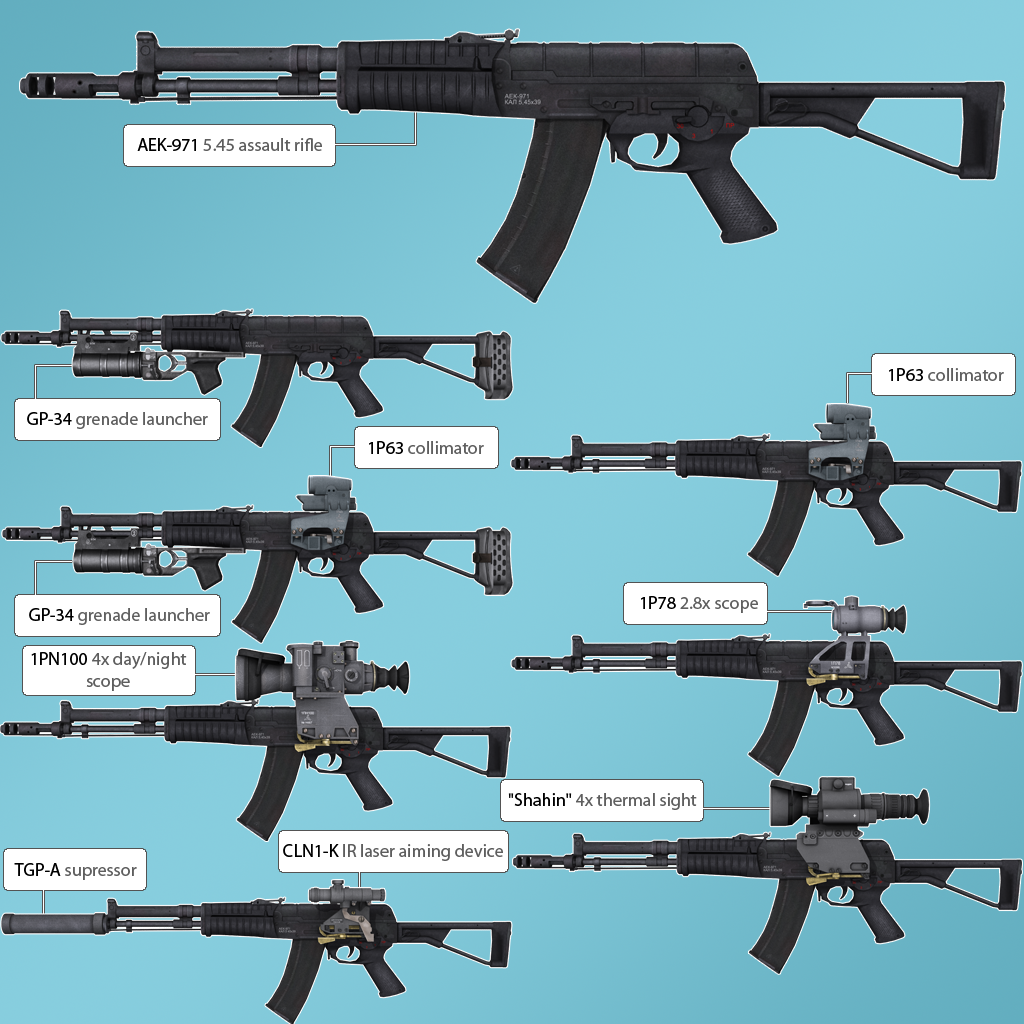 AEK-971
КАЛ 5.45x39
AEK-971 5.45 assault rifle
1P63 collimator
GP-34 grenade launcher
1P63 collimator
1P78 2.8x scope
GP-34 grenade launcher
1PN100 4x day/night
scope
"Shahin" 4x thermal sight
CLN1-K IR laser aiming device
TGP-A supressor